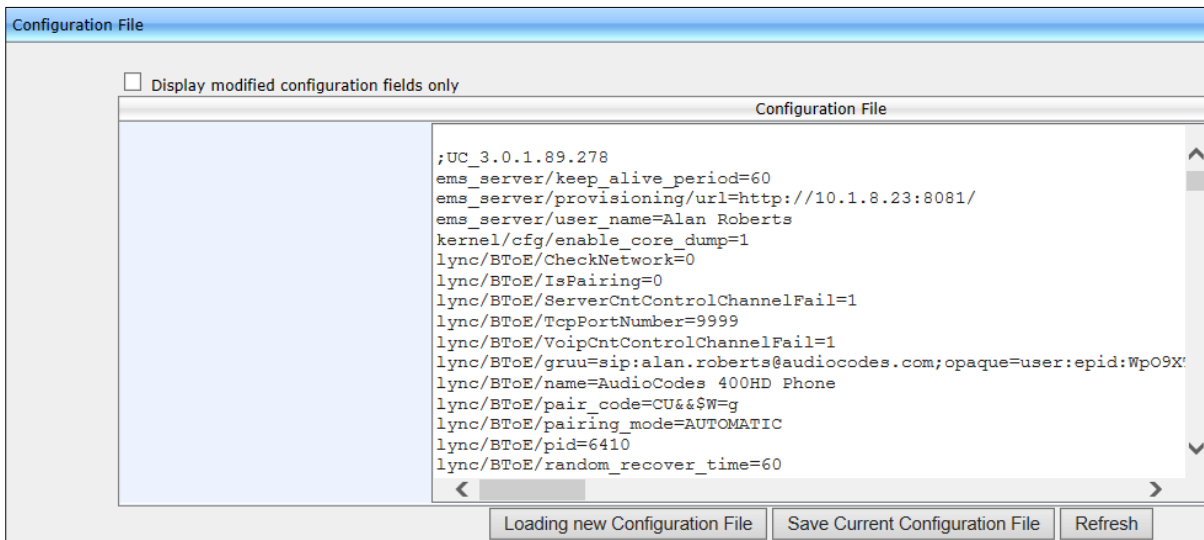 Configuration File
Display modified configuration fields only
Configuration File
;UC_3.0.1.89.278
ems_server/keep_alive_period=60
ems_server/provisioning/url=http://10.1.8.23:8081/
ems_server/user_name=Alan Roberts
kernel/cfg/enable_core_dump=1
lync/BToE/CheckNetwork=0
lync/BToE/IsPairing=0
lync/BToE/ServerCntControlChannelFail=1
lync/BToE/TcpPortNumber=9999
lync/BToE/VoipCntControlChannelFail=1
lync/BToE/gruu=sip:alan.roberts@audiocodes.com;opaque=user:epid:WpO9X
lync/BToE/name=AudioCodes 400HD Phone
lync/BToE/pair_code=CU&&$W=g
lync/BToE/pairing_mode=AUTOMATIC
lync/BToE/pid=6410
lync/BToE/random_recover_time=60
Loading new Configuration File Save Current Configuration File Refresh